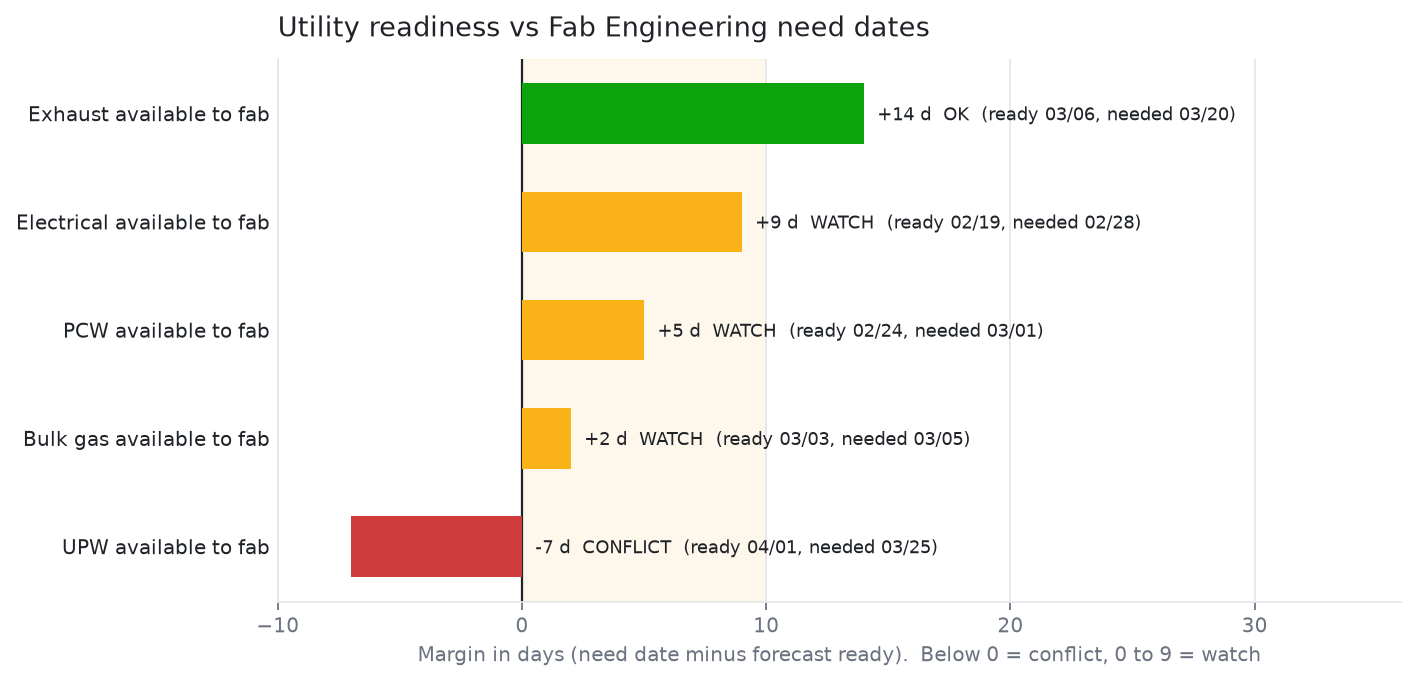 Utility readiness vs Fab Engineering need dates
Exhaust available to fab
+14 d  OK  (ready 03/06, needed 03/20)
Electrical available to fab
+9 d  WATCH  (ready 02/19, needed 02/28)
PCW available to fab
+5 d  WATCH  (ready 02/24, needed 03/01)
Bulk gas available to fab
+2 d  WATCH  (ready 03/03, needed 03/05)
UPW available to fab
-7 d  CONFLICT  (ready 04/01, needed 03/25)
−10 0 10 20 30
Margin in days (need date minus forecast ready).  Below 0 = conflict, 0 to 9 = watch